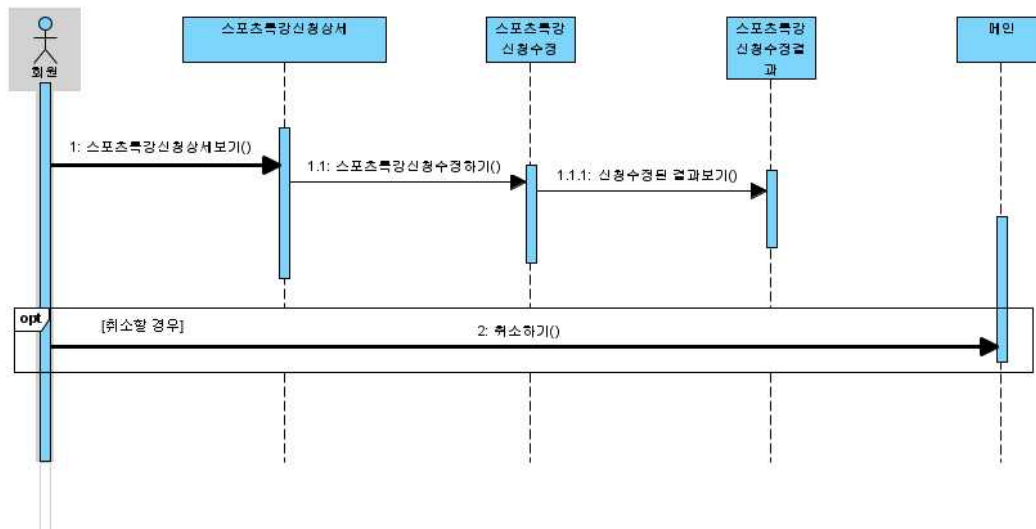 회원
스포츠특강신청상세
스포츠특강
신청수정
스포츠특강
신청수정결
과
메인
1: 스포츠특강신청상세보기()
1.1: 스포츠특강신청수정하기()
1.1.1: 신청수정된 결과보기()
opt
[취소할 경우]
2: 취소하기()